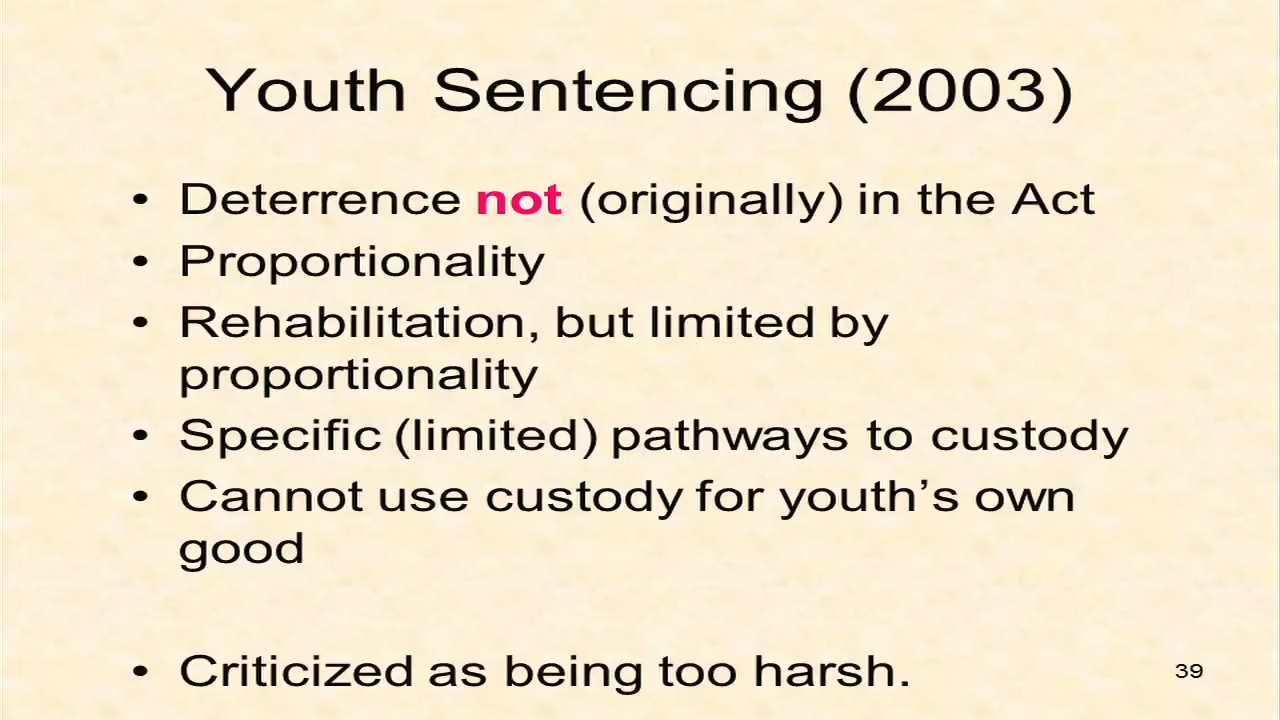 Youth Sentencing (2003)
• Deterrence not (originally) in the Act
• Proportionality
• Rehabilitation, but limited by
proportionality
• Specific (limited) pathways to custody
• Cannot use custody for youth’s own
good
• Criticized as being too harsh.
39